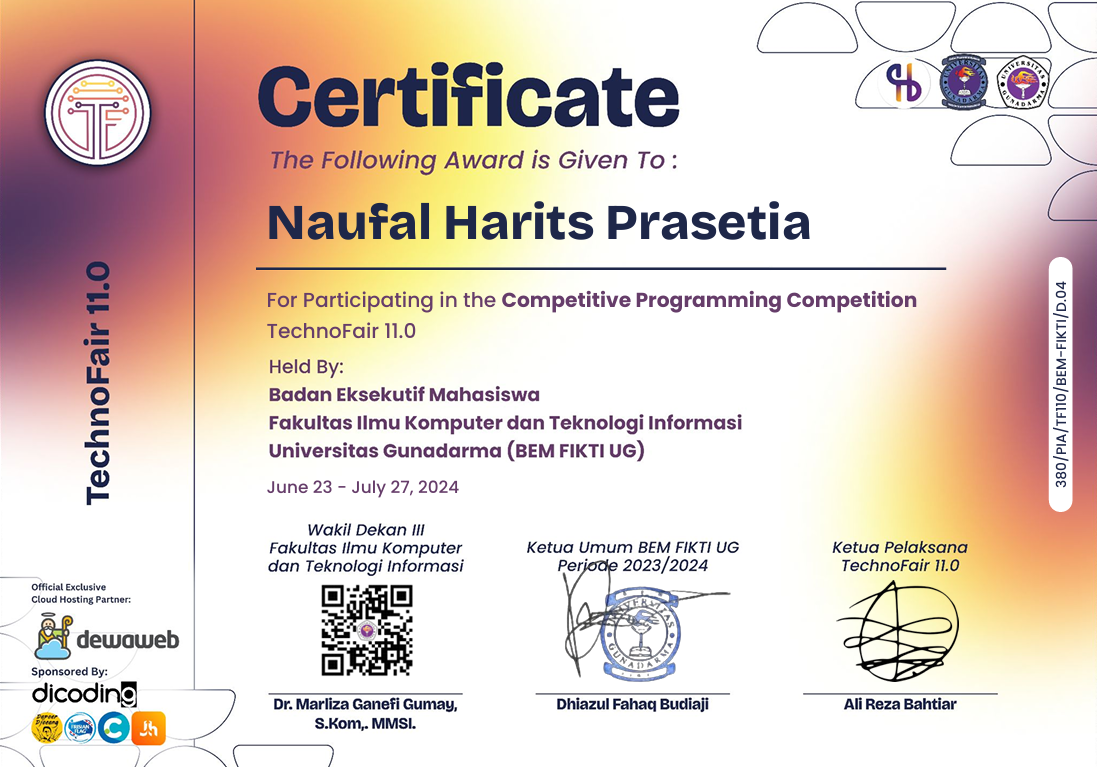 Certificate
The Following Award is Given To :
Naufal Harits Prasetia
For Participating in the Competitive Programming Competition
TechnoFair 11.0
Held By:
Badan Eksekutif Mahasiswa
Fakultas Ilmu Komputer dan Teknologi Informasi
Universitas Gunadarma (BEM FIKTI UG)
June 23 - July 27, 2024
Wakil Dekan III
Fakultas Ilmu Komputer
dan Teknologi Informasi
Dr. Marliza Ganefi Gumay,
S.Kom,. MMSI.
Ketua Umum BEM FIKTI UG
Periode 2023/2024
UNIVERSITAS
GUNADARMA
Dhiazul Fahaq Budiaji
Ketua Pelaksana
TechnoFair 11.0
Ali Reza Bahtiar
TechnoFair 11.0
Official Exclusive
Cloud Hosting Partner:
dewaweb
Sponsored By:
dicoding
Jh
UNIVERSITAS
GUNADARMA
UNIVERSITAS
GUNADARMA
380/PIA/TF110/BEM-FIKTI/D.04